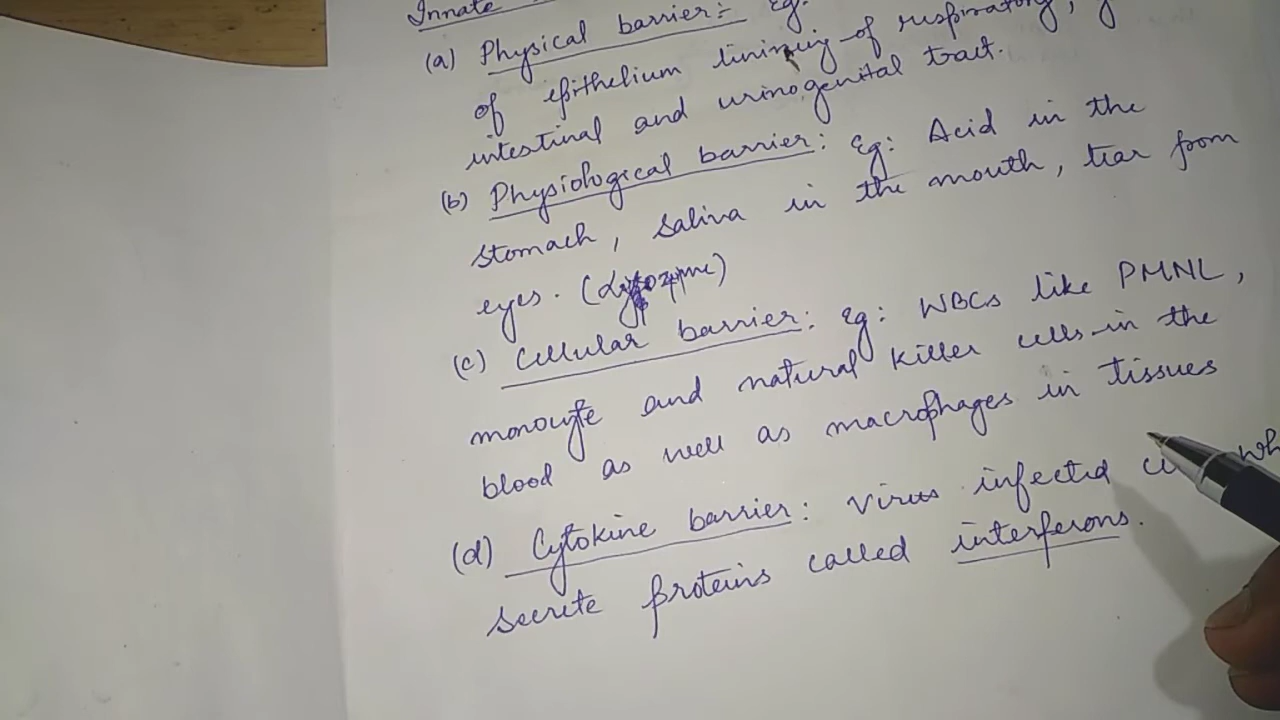 Innate
(a) Physical barrier: Eg:
of epithelium lining of respiratory, g
intestinal and urinogenital tract.
(b) Physiological barrier: Eg: Acid in the
stomach, saliva in the mouth, tear from
eyes. (Lysozyme)
(c) Cellular barrier: Eg: WBCs like PMNL,
monocyte and natural killer cells in the
blood as well as macrophages in tissues
(d) Cytokine barrier: Virus infected wh
secrete proteins called interferons.